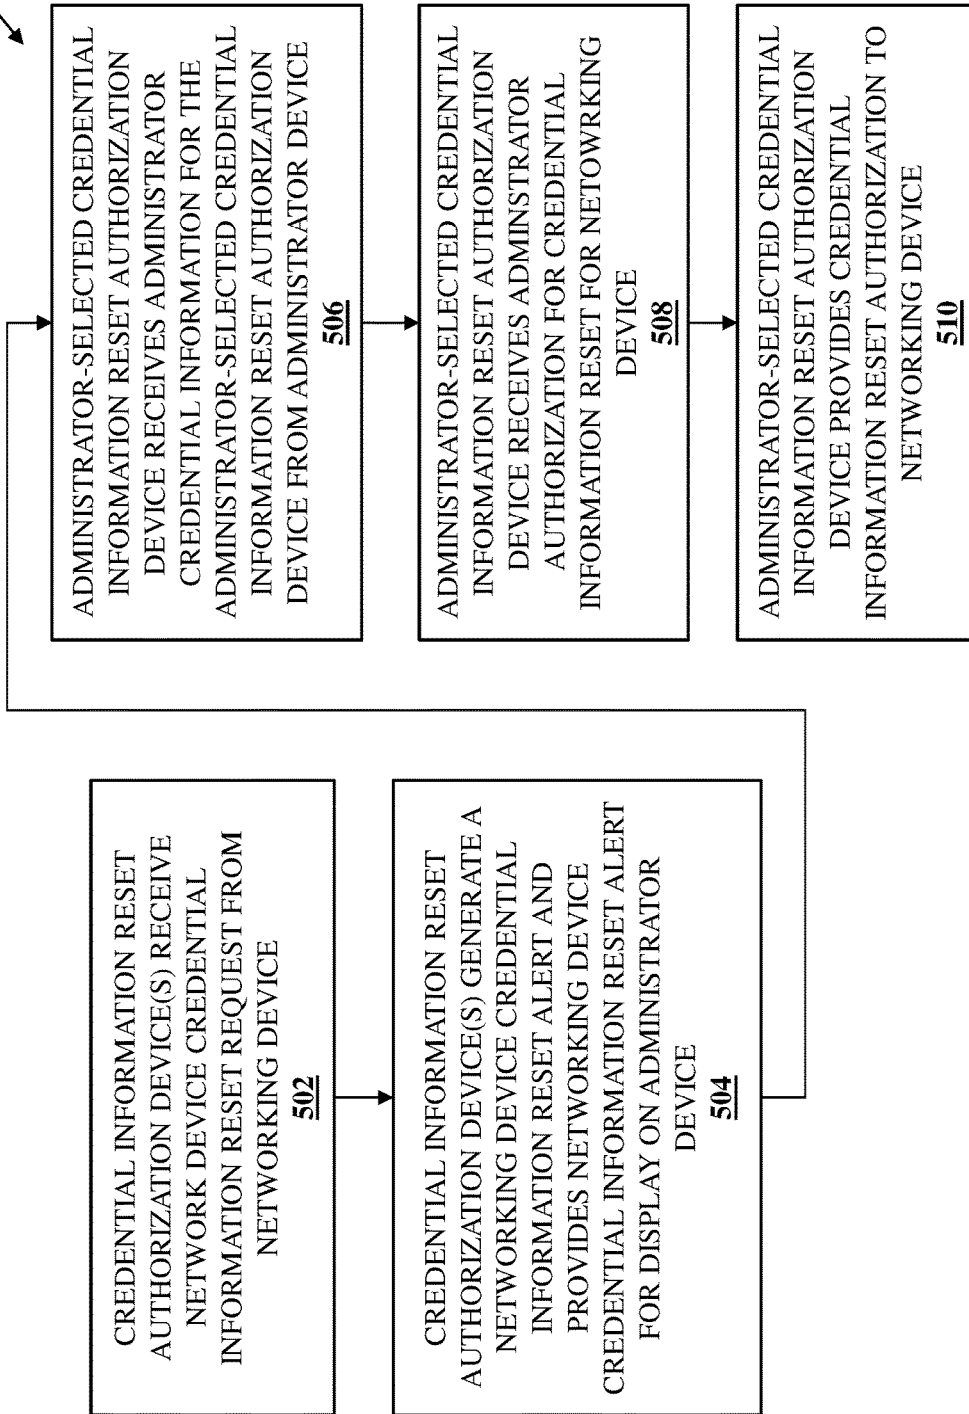 CREDENTIAL INFORMATION RESET
AUTHORIZATION DEVICE(S) RECEIVE
NETWORK DEVICE CREDENTIAL
INFORMATION RESET REQUEST FROM
NETWORKING DEVICE
502
CREDENTIAL INFORMATION RESET
AUTHORIZATION DEVICE(S) GENERATE A
NETWORKING DEVICE CREDENTIAL
INFORMATION RESET ALERT AND
PROVIDES NETWORKING DEVICE
CREDENTIAL INFORMATION RESET ALERT
FOR DISPLAY ON ADMINISTRATOR
DEVICE
504
ADMINISTRATOR-SELECTED CREDENTIAL
INFORMATION RESET AUTHORIZATION
DEVICE RECEIVES ADMINISTRATOR
CREDENTIAL INFORMATION FOR THE
ADMINISTRATOR-SELECTED CREDENTIAL
INFORMATION RESET AUTHORIZATION
DEVICE FROM ADMINISTRATOR DEVICE
506
ADMINISTRATOR-SELECTED CREDENTIAL
INFORMATION RESET AUTHORIZATION
DEVICE RECEIVES ADMINSTRATOR
AUTHORIZATION FOR CREDENTIAL
INFORMATION RESET FOR NETOWRKING
DEVICE
508
ADMINISTRATOR-SELECTED CREDENTIAL
INFORMATION RESET AUTHORIZATION
DEVICE PROVIDES CREDENTIAL
INFORMATION RESET AUTHORIZATION TO
NETWORKING DEVICE
510